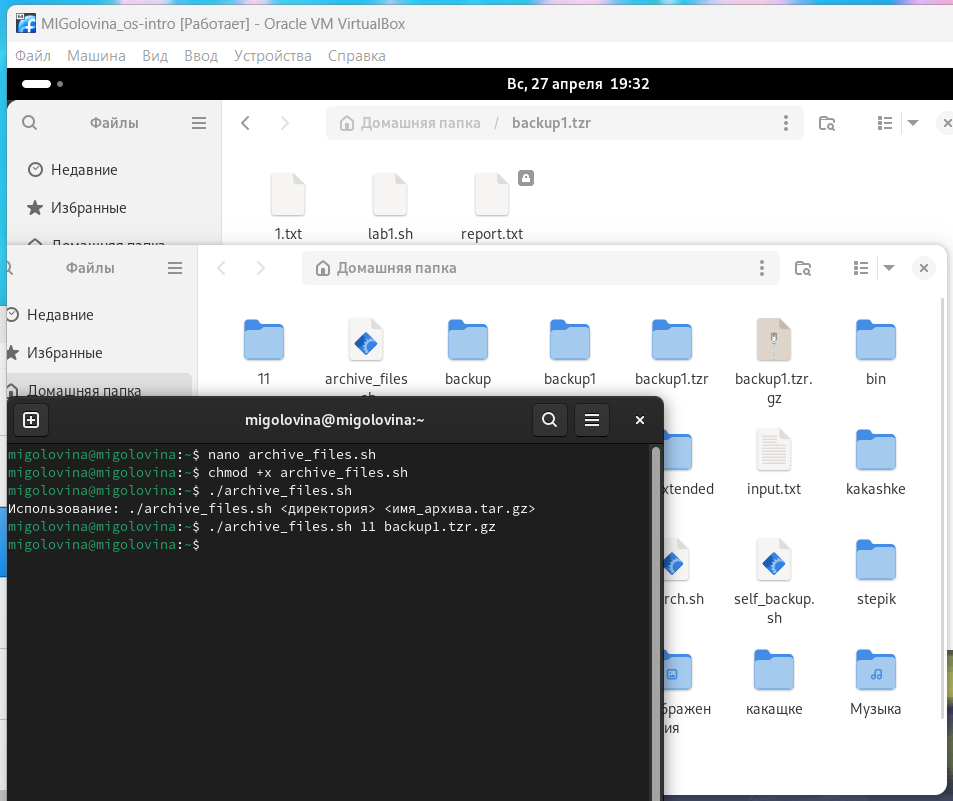 MIGolovina_os-intro [Работает] - Oracle VM VirtualBox
Файл Машина Вид Ввод Устройства Справка
Вс, 27 апреля 19:32
Файлы
Домашняя папка / backup1.tzr
Недавние
Избранные
Домашняя папка
1.txt lab1.sh report.txt
Файлы
Домашняя папка
Недавние
Избранные
Домашняя папка
11 archive_files backup backup1 backup1.tzr backup1.tzr. bin
sh gz
xtended input.txt kakashke
rch.sh self_backup. stepik
sh
бражен какащке Музыка
ия
migolovina@migolovina:~
migolovina@migolovina:~$ nano archive_files.sh
migolovina@migolovina:~$ chmod +x archive_files.sh
migolovina@migolovina:~$ ./archive_files.sh
Использование: ./archive_files.sh <директория> <имя_архива.tar.gz>
migolovina@migolovina:~$ ./archive_files.sh 11 backup1.tzr.gz
migolovina@migolovina:~$